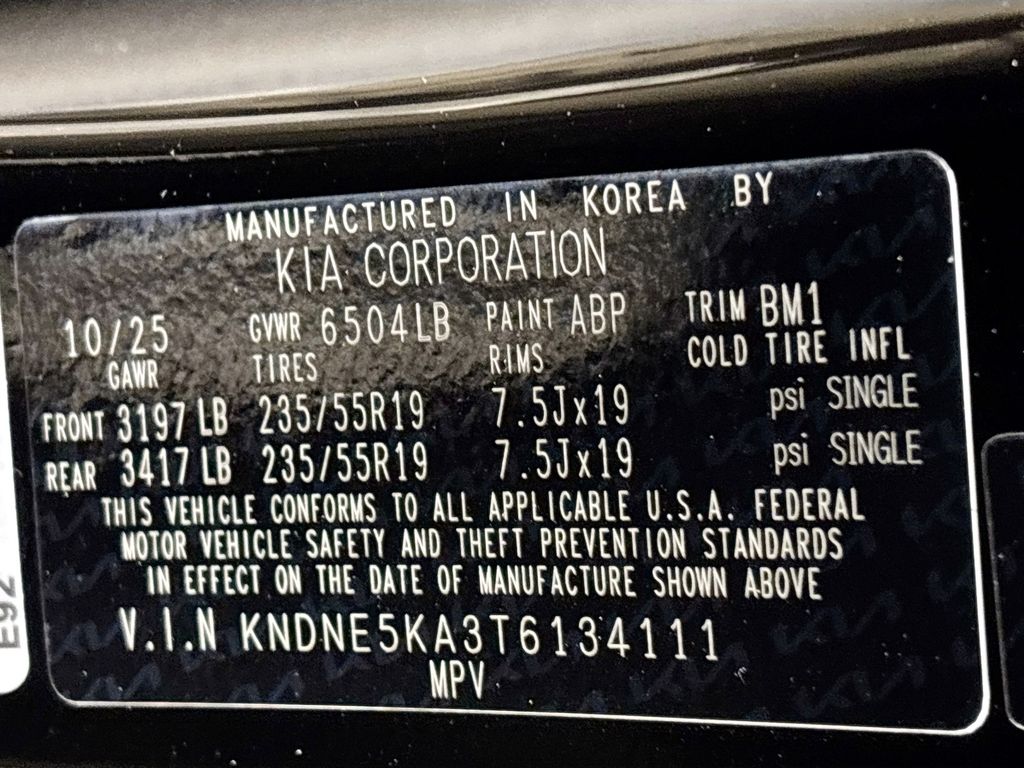 MANUFACTURED IN KOREA BY
KIA CORPORATION
10/25 GVWR 6504LB PAINT ABP TRIM BM1
GAWR TIRES RIMS COLD TIRE INFL
FRONT 3197 LB 235/55R19 7.5Jx19 psi SINGLE
REAR 3417 LB 235/55R19 7.5Jx19 psi SINGLE
THIS VEHICLE CONFORMS TO ALL APPLICABLE U.S.A. FEDERAL
MOTOR VEHICLE SAFETY AND THEFT PREVENTION STANDARDS
IN EFFECT ON THE DATE OF MANUFACTURE SHOWN ABOVE
V.I.N KNDNE5KA3T6134111
MPV
E92